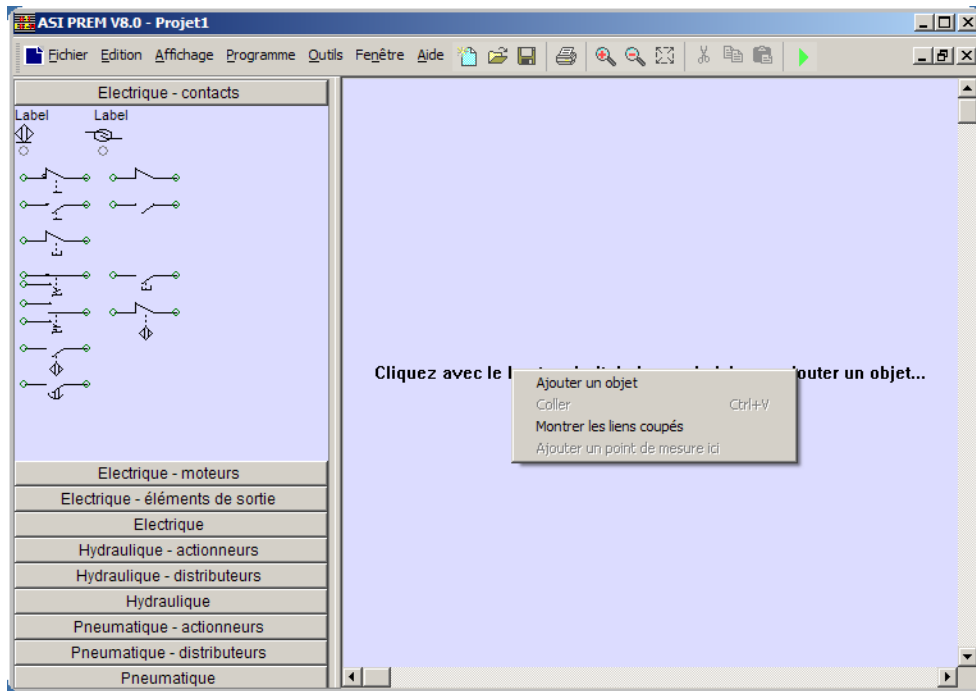 ASI PREM V8.0 - Projet1
Fichier Edition Affichage Programme Outils Fenêtre Aide
Electrique - contacts
Label Label
Cliquez avec le outer un objet...
Ajouter un objet
Coller Ctrl+V
Montrer les liens coupés
Ajouter un point de mesure ici
Electrique - moteurs
Electrique - éléments de sortie
Electrique
Hydraulique - actionneurs
Hydraulique - distributeurs
Hydraulique
Pneumatique - actionneurs
Pneumatique - distributeurs
Pneumatique